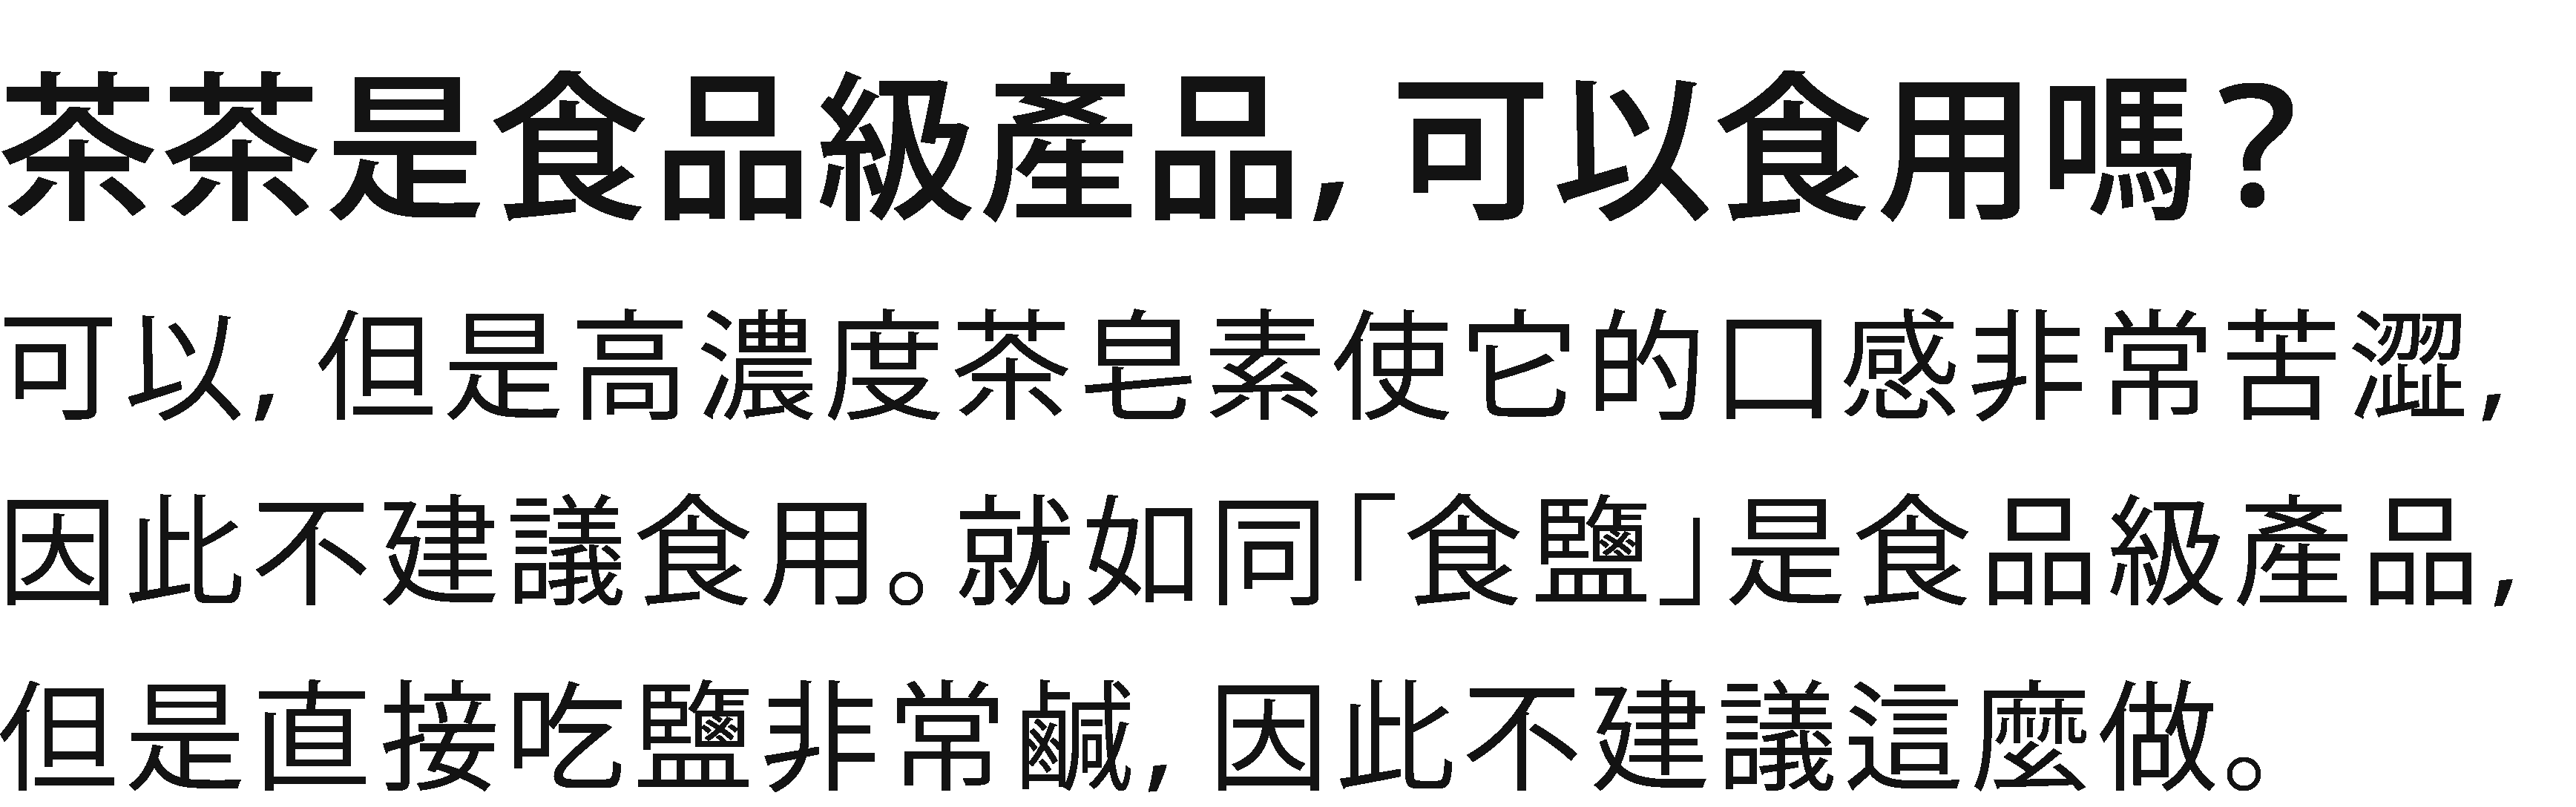 茶茶是食品級產品，可以食用嗎？
可以，但是高濃度茶皂素使它的口感非常苦澀，
因此不建議食用。就如同「食鹽」是食品級產品，
但是直接吃鹽非常鹹，因此不建議這麼做。